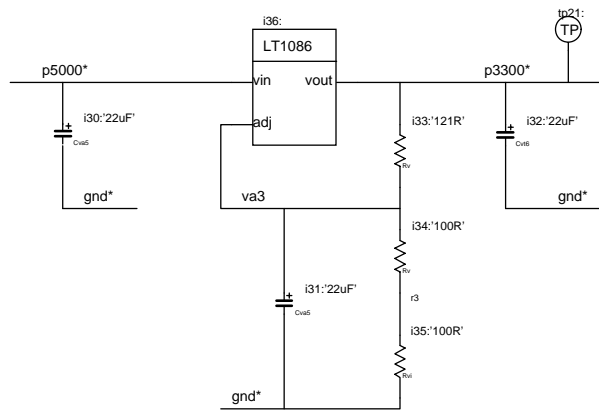 tp21:
TP
i36:
LT1086
p5000*
vin
vout
p3300*
i30:'22uF'
Cva5
adj
i33:'121R'
Rv
i32:'22uF'
Cvt6
gnd*
va3
gnd*
i34:'100R'
Rv
i31:'22uF'
Cva5
r3
i35:'100R'
Rvi
gnd*